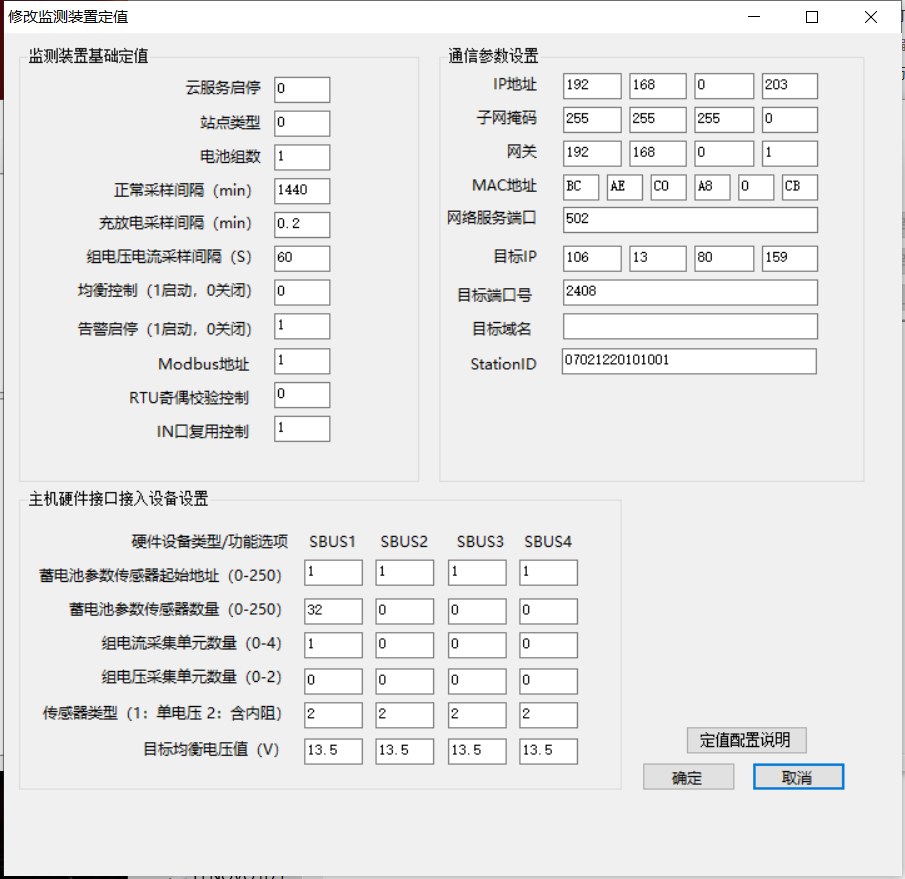 修改监测装置定值
监测装置基础定值
云服务启停 0
站点类型 0
电池组数 1
正常采样间隔（min） 1440
充放电采样间隔（min） 0.2
组电压电流采样间隔（S） 60
均衡控制（1启动，0关闭） 0
告警启停（1启动，0关闭） 1
Modbus地址 1
RTU奇偶校验控制 0
IN口复用控制 1
通信参数设置
IP地址 192 168 0 203
子网掩码 255 255 255 0
网关 192 168 0 1
MAC地址 BC AE C0 A8 0 CB
网络服务端口 502
目标IP 106 13 80 159
目标端口号 2408
目标域名
StationID 07021220101001
主机硬件接口接入设备设置
硬件设备类型/功能选项 SBUS1 SBUS2 SBUS3 SBUS4
蓄电池参数传感器起始地址（0-250） 1 1 1 1
蓄电池参数传感器数量（0-250） 32 0 0 0
组电流采集单元数量（0-4） 1 0 0 0
组电压采集单元数量（0-2） 0 0 0 0
传感器类型（1：单电压 2：含内阻） 2 2 2 2
目标均衡电压值（V） 13.5 13.5 13.5 13.5
定值配置说明
确定 取消